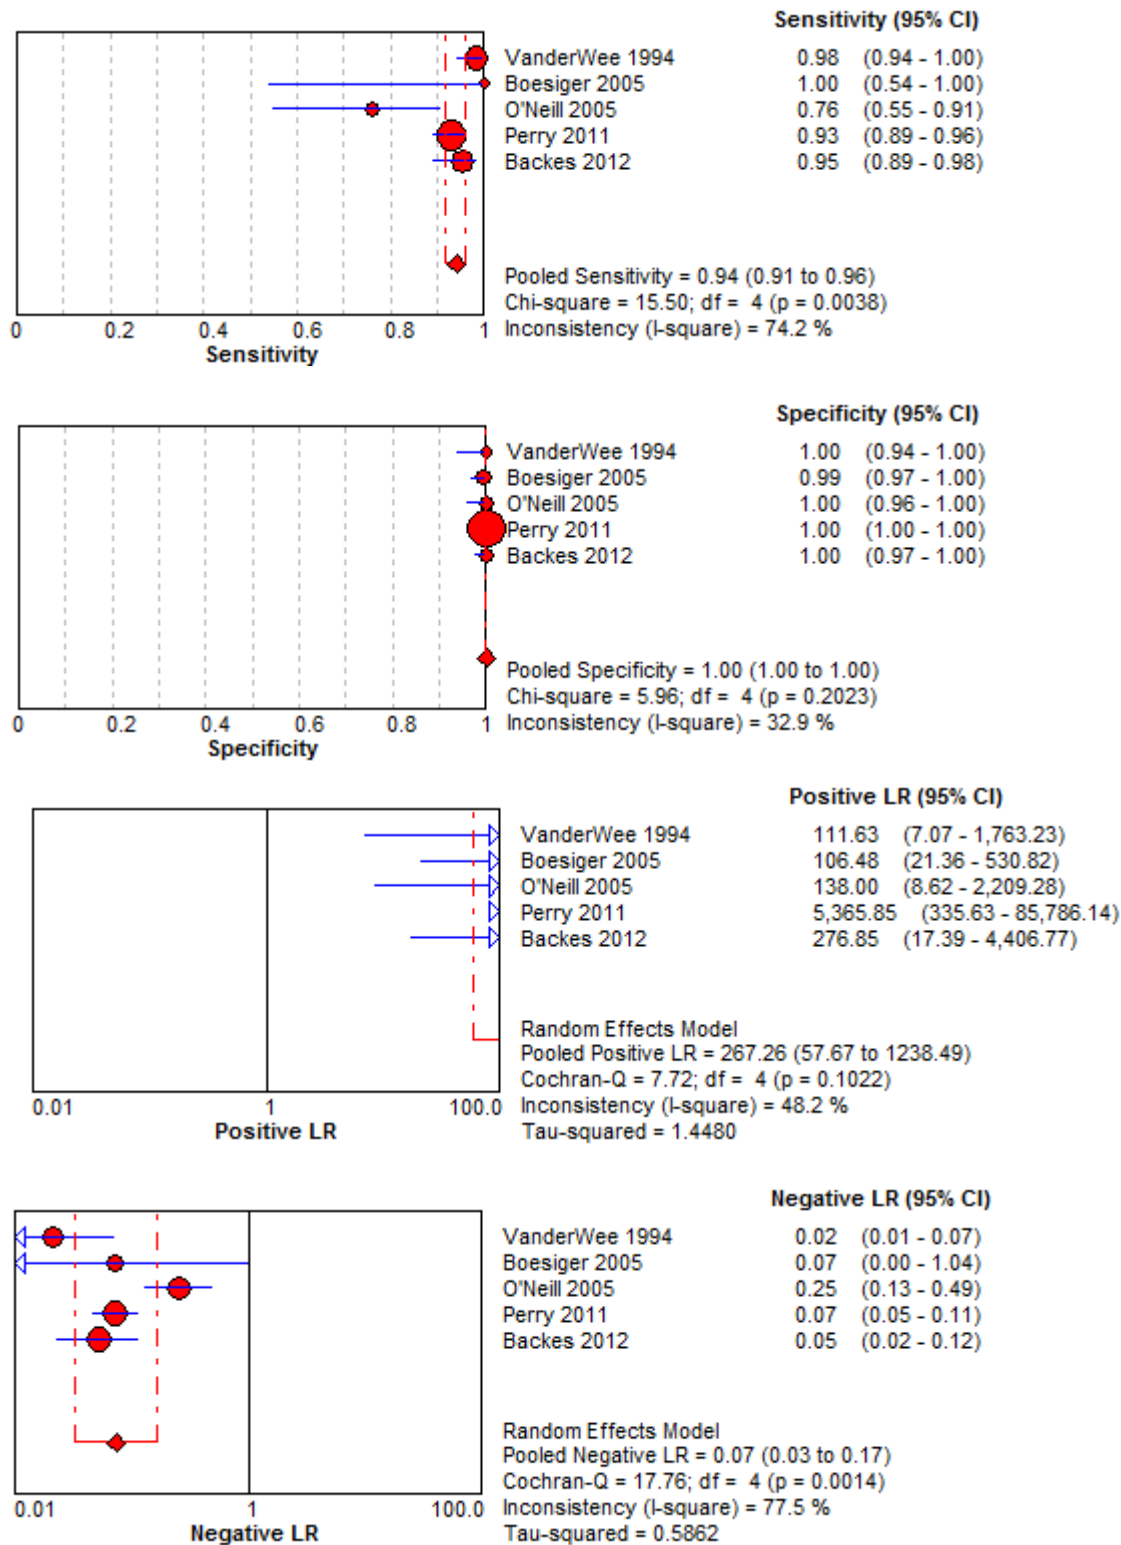 Sensitivity (95% CI)
VanderWee 1994 0.98 (0.94 - 1.00)
Boesiger 2005 1.00 (0.54 - 1.00)
O'Neill 2005 0.76 (0.55 - 0.91)
Perry 2011 0.93 (0.89 - 0.96)
Backes 2012 0.95 (0.89 - 0.98)
Pooled Sensitivity = 0.94 (0.91 to 0.96)
Chi-square = 15.50; df = 4 (p = 0.0038)
Inconsistency (I-square) = 74.2 %
0 0.2 0.4 0.6 0.8 1
Sensitivity
Specificity (95% CI)
VanderWee 1994 1.00 (0.94 - 1.00)
Boesiger 2005 0.99 (0.97 - 1.00)
O'Neill 2005 1.00 (0.96 - 1.00)
Perry 2011 1.00 (1.00 - 1.00)
Backes 2012 1.00 (0.97 - 1.00)
Pooled Specificity = 1.00 (1.00 to 1.00)
Chi-square = 5.96; df = 4 (p = 0.2023)
Inconsistency (I-square) = 32.9 %
0 0.2 0.4 0.6 0.8 1
Specificity
Positive LR (95% CI)
VanderWee 1994 111.63 (7.07 - 1,763.23)
Boesiger 2005 106.48 (21.36 - 530.82)
O'Neill 2005 138.00 (8.62 - 2,209.28)
Perry 2011 5,365.85 (335.63 - 85,786.14)
Backes 2012 276.85 (17.39 - 4,406.77)
Random Effects Model
Pooled Positive LR = 267.26 (57.67 to 1238.49)
Cochran-Q = 7.72; df = 4 (p = 0.1022)
Inconsistency (I-square) = 48.2 %
Tau-squared = 1.4480
0.01 1 100.0
Positive LR
Negative LR (95% CI)
VanderWee 1994 0.02 (0.01 - 0.07)
Boesiger 2005 0.07 (0.00 - 1.04)
O'Neill 2005 0.25 (0.13 - 0.49)
Perry 2011 0.07 (0.05 - 0.11)
Backes 2012 0.05 (0.02 - 0.12)
Random Effects Model
Pooled Negative LR = 0.07 (0.03 to 0.17)
Cochran-Q = 17.76; df = 4 (p = 0.0014)
Inconsistency (I-square) = 77.5 %
Tau-squared = 0.5862
0.01 1 100.0
Negative LR